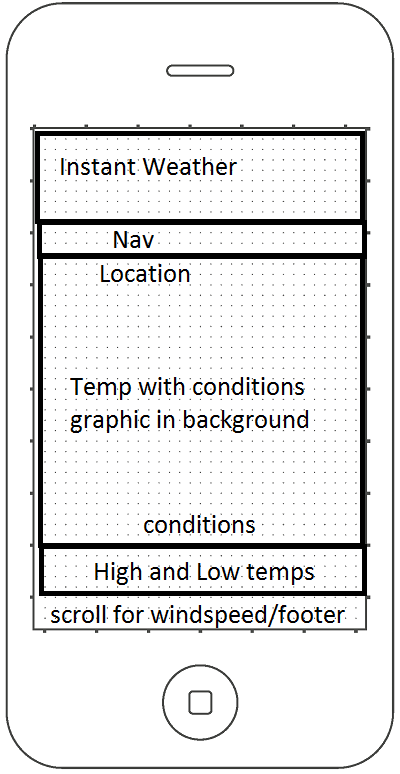 Instant Weather
Nav
Location
Temp with conditions
graphic in background
conditions
High and Low temps
scroll for windspeed/footer